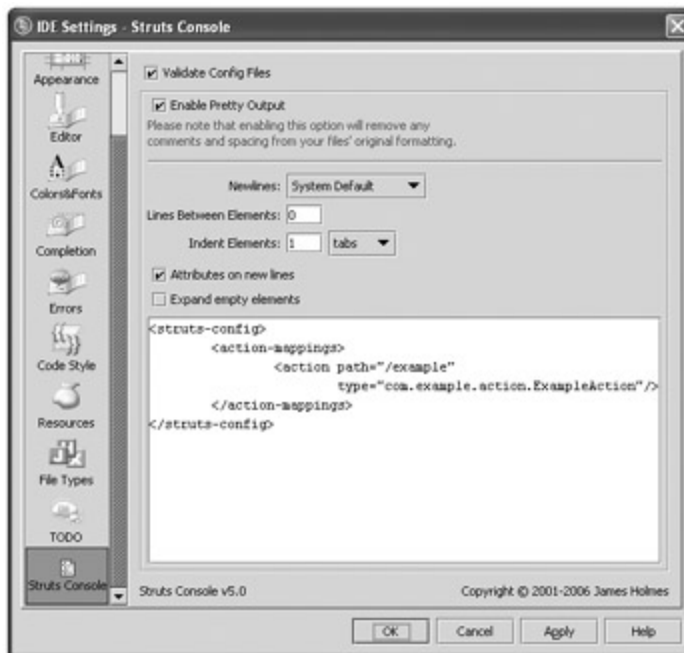 IDE Settings - Struts Console
Appearance
Editor
Colors&Fonts
Completion
Errors
Code Style
Resources
File Types
TODO
Struts Console
Validate Config Files
Enable Pretty Output
Please note that enabling this option will remove any
comments and spacing from your files' original formatting.
Newlines: System Default
Lines Between Elements: 0
Indent Elements: 1 tabs
Attributes on new lines
Expand empty elements
<struts-config>
<action-mappings>
<action path="/example"
type="com.example.action.ExampleAction"/>
</action-mappings>
</struts-config>
Struts Console v5.0 Copyright © 2001-2006 James Holmes
OK Cancel Apply Help